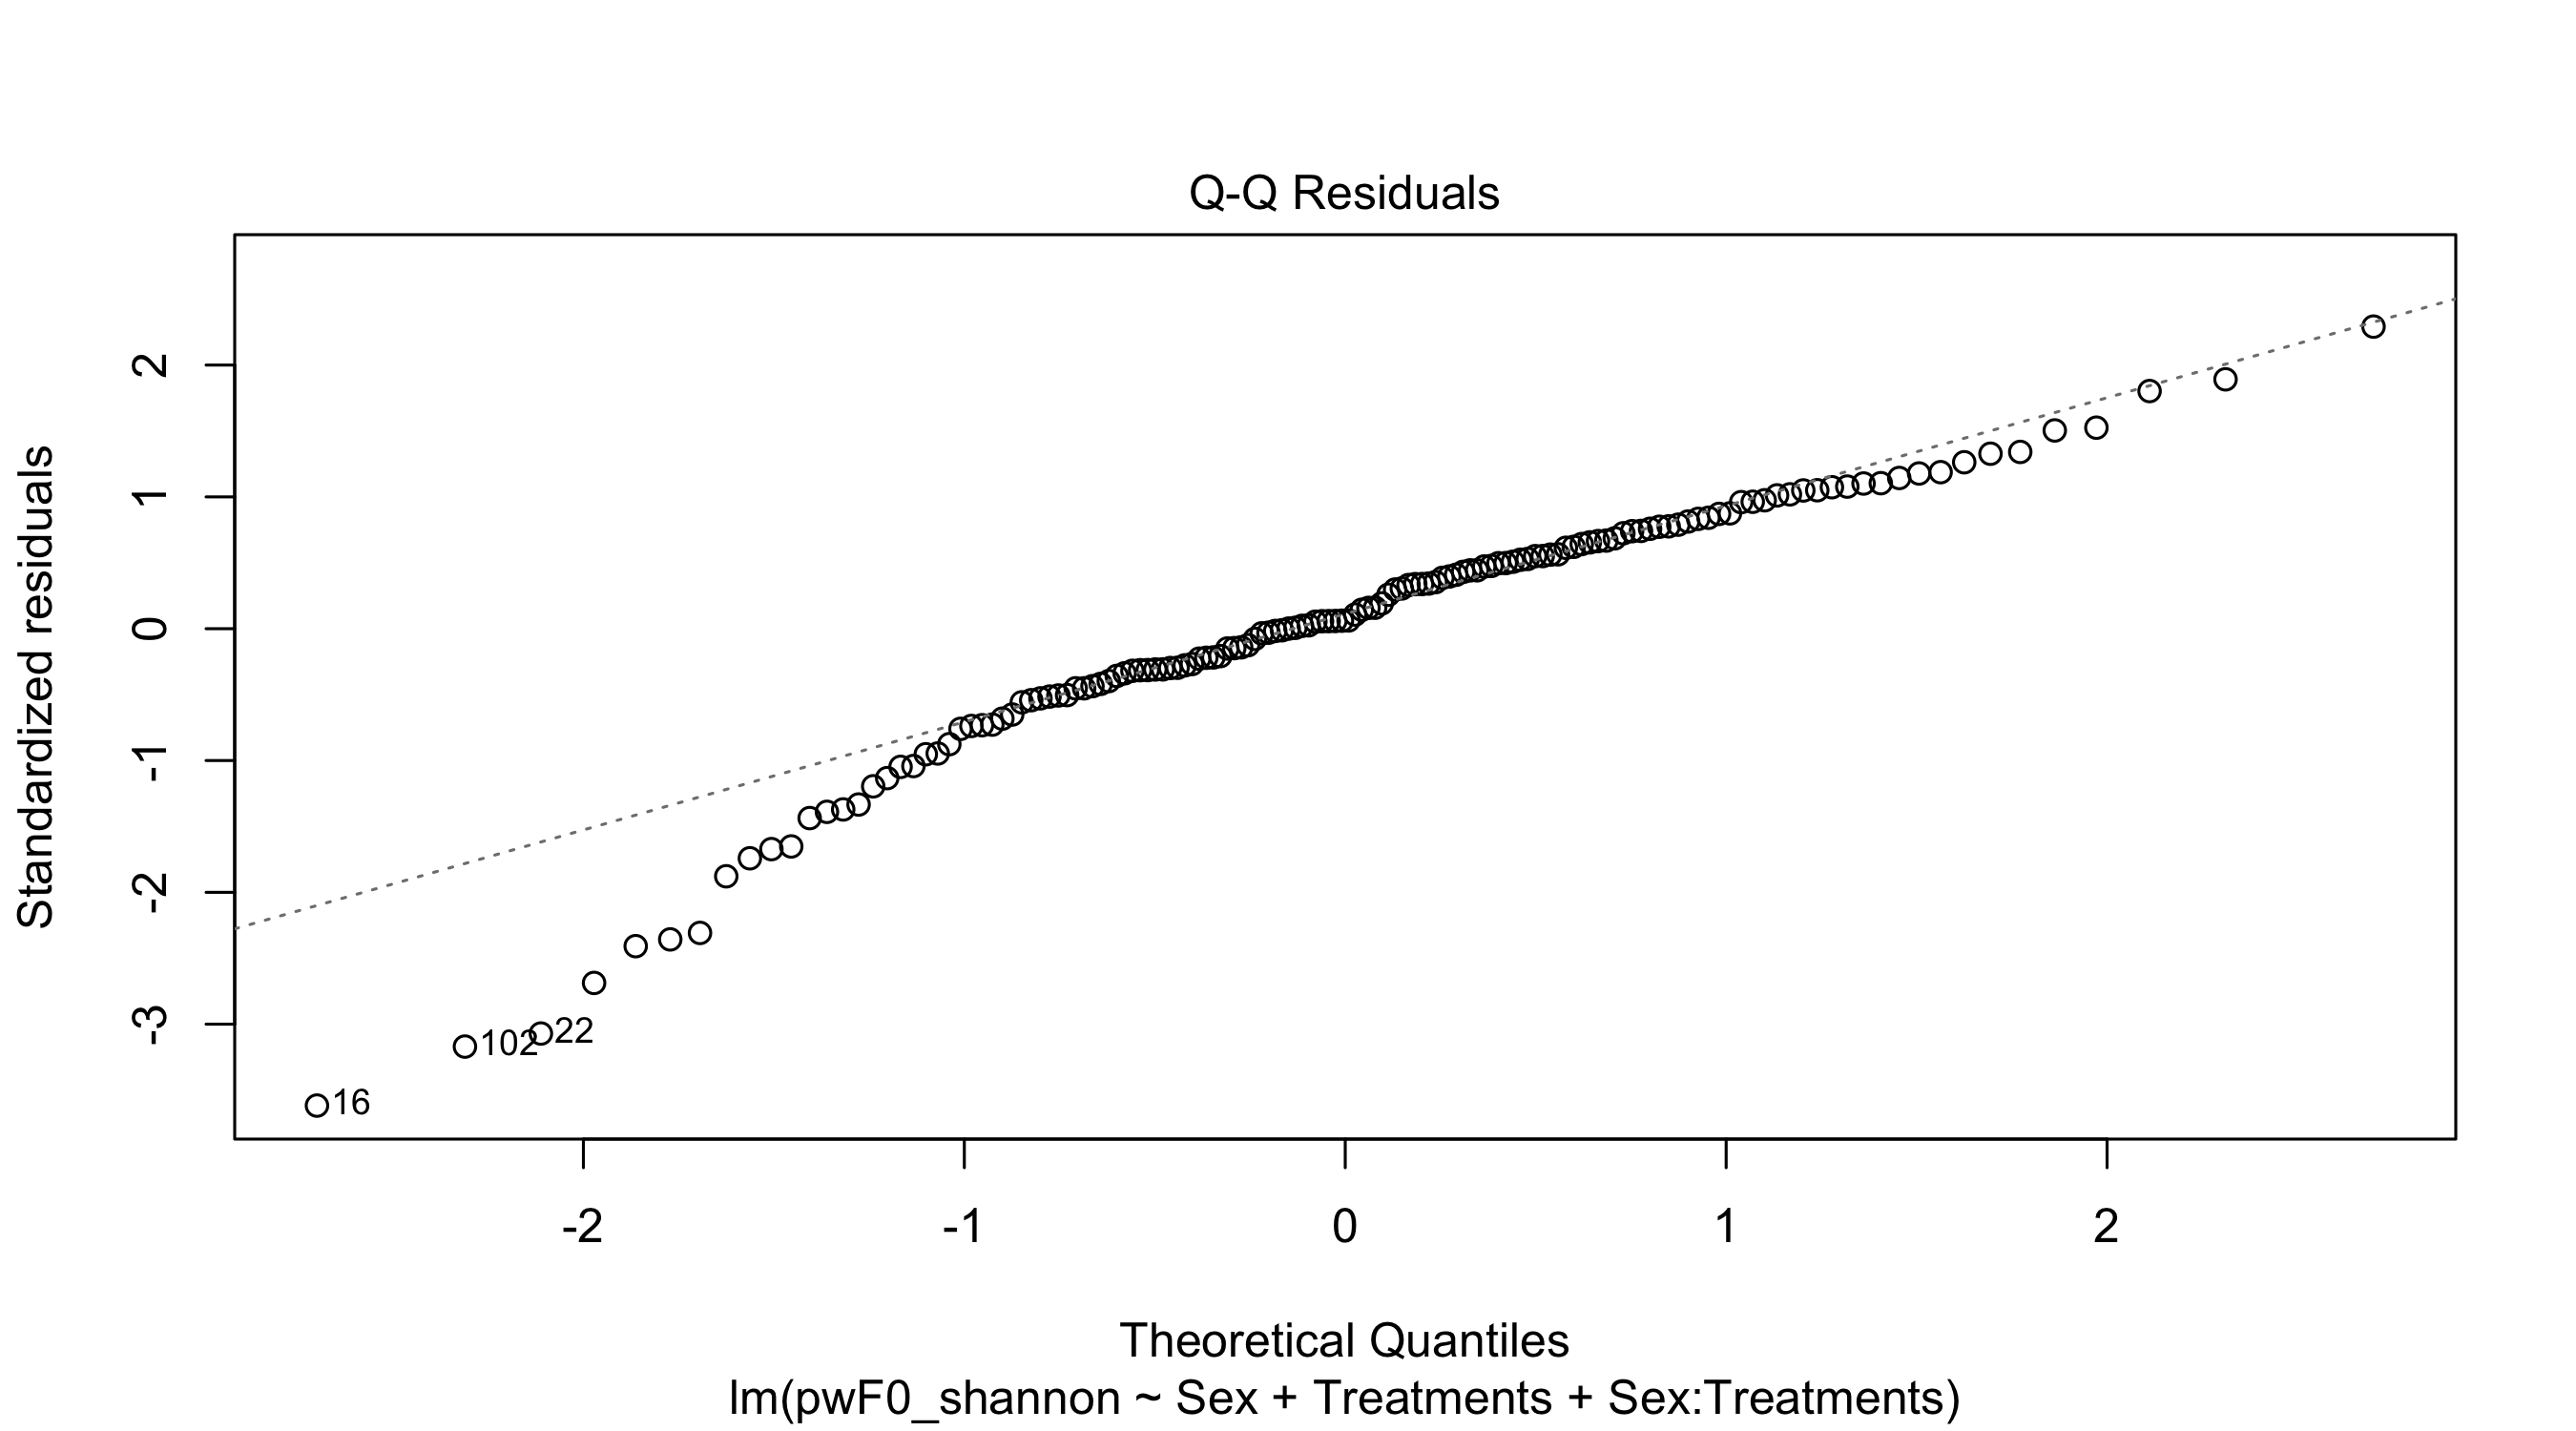 Q-Q Residuals
Standardized residuals
2
1
0
-1
-2
-3
102
22
16
-2 -1 0 1 2
Theoretical Quantiles
lm(pwF0_shannon ~ Sex + Treatments + Sex:Treatments)